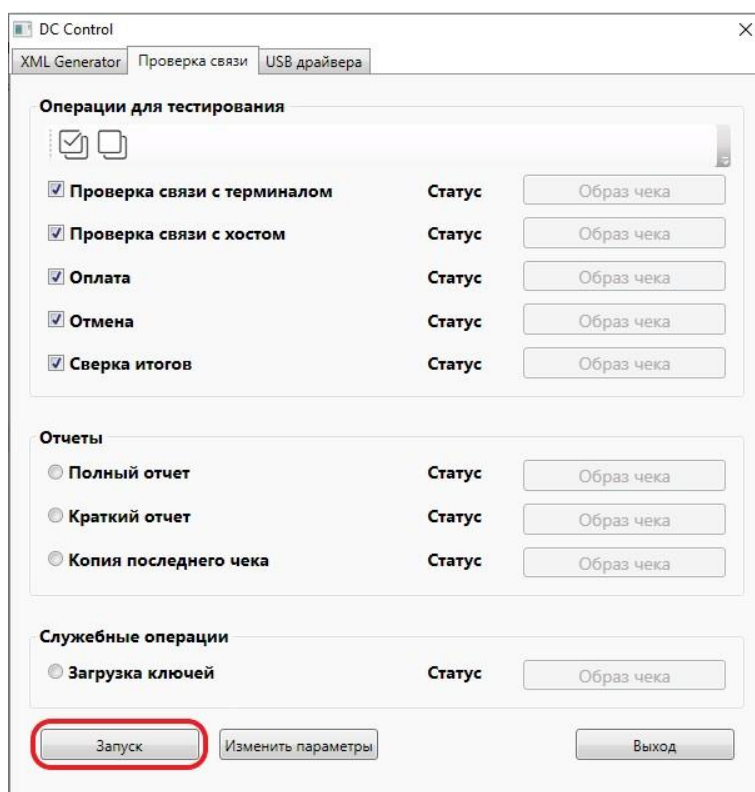 DC Control
XML Generator Проверка связи USB драйвера
Операции для тестирования
Проверка связи с терминалом Статус Образ чека
Проверка связи с хостом Статус Образ чека
Оплата Статус Образ чека
Отмена Статус Образ чека
Сверка итогов Статус Образ чека
Отчеты
Полный отчет Статус Образ чека
Краткий отчет Статус Образ чека
Копия последнего чека Статус Образ чека
Служебные операции
Загрузка ключей Статус Образ чека
Запуск Изменить параметры Выход